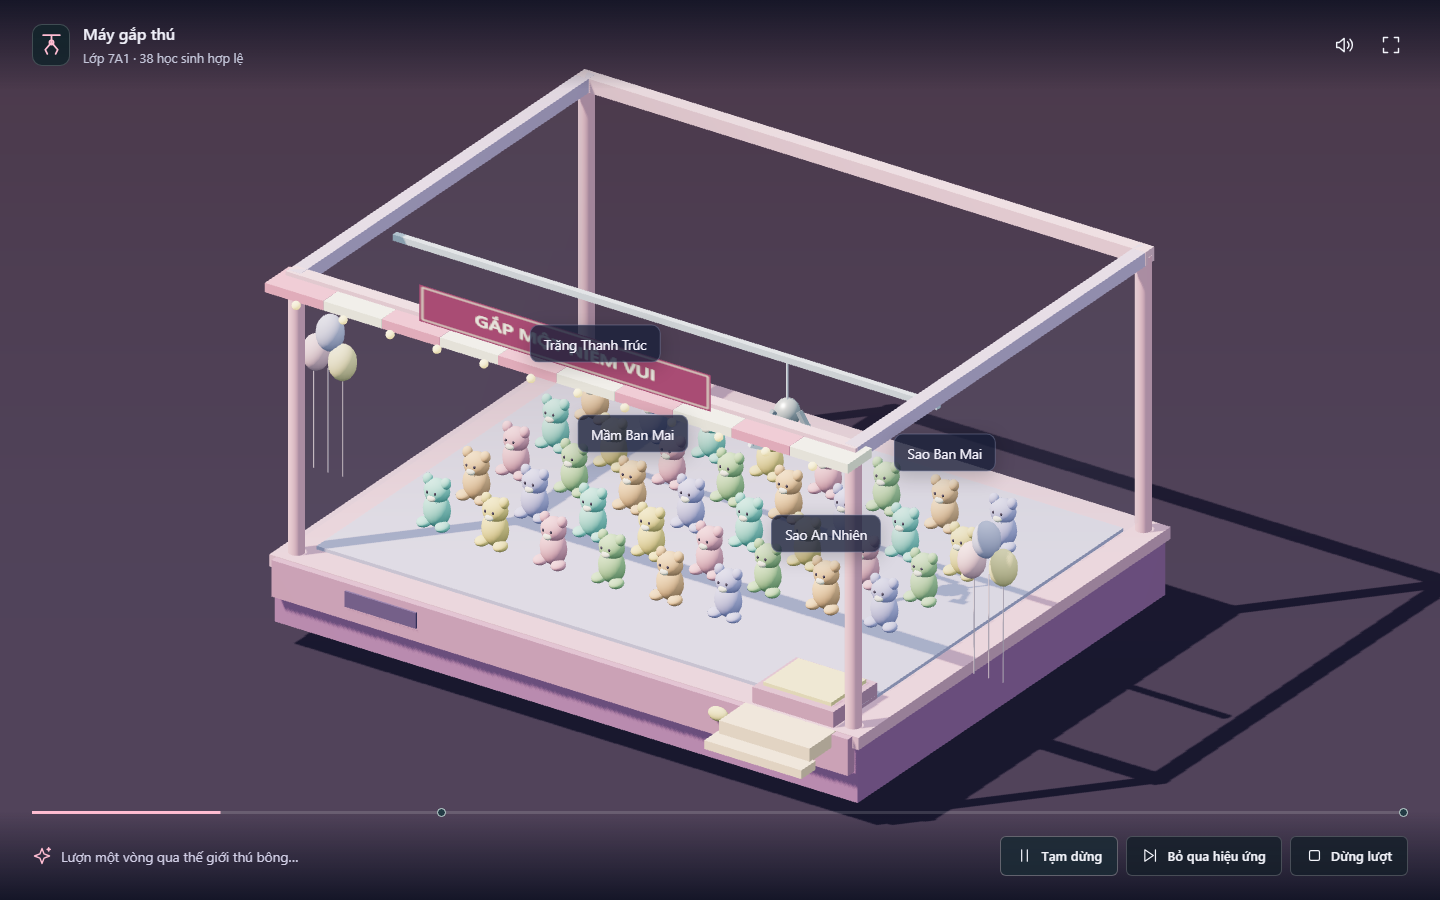 Máy gắp thú
Lớp 7A1 · 38 học sinh hợp lệ
GẮP
VUI
Trăng Thanh Trúc
Mầm Ban Mai
Sao Ban Mai
Sao An Nhiên
Lượn một vòng qua thế giới thú bông...
Tạm dừng
Bỏ qua hiệu ứng
Dừng lượt